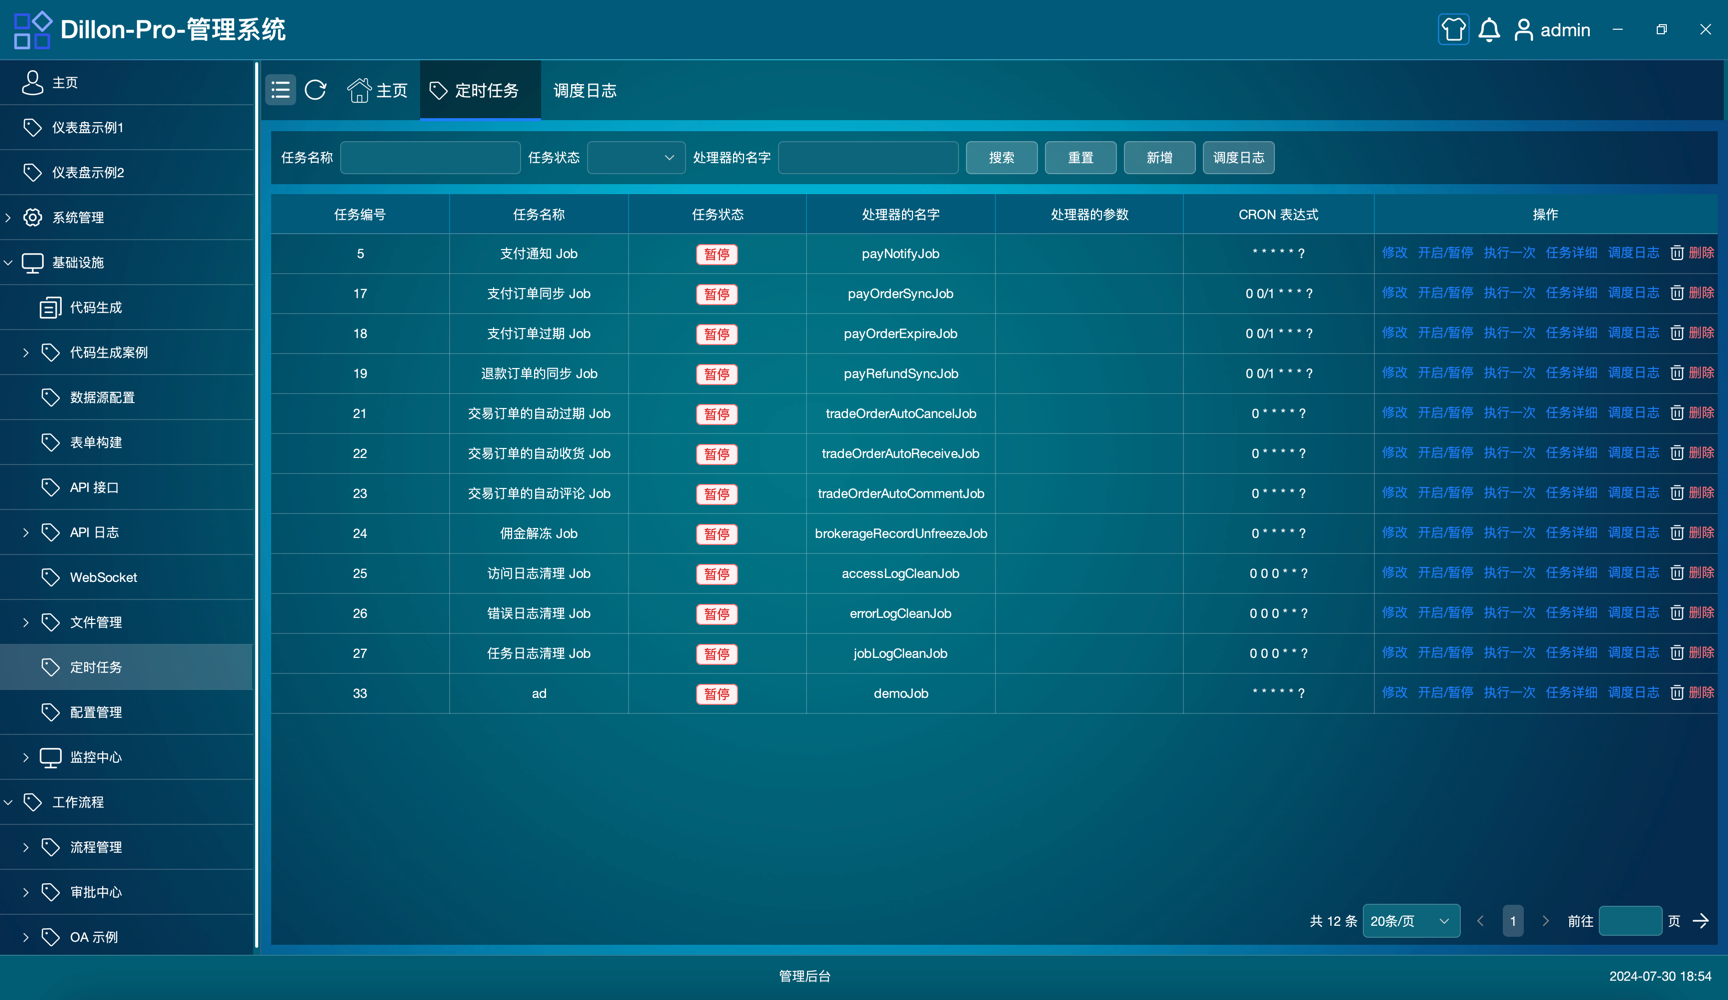 Dillon-Pro-管理系统
admin
主页
仪表盘示例1
仪表盘示例2
系统管理
基础设施
代码生成
代码生成案例
数据源配置
表单构建
API 接口
API 日志
WebSocket
文件管理
定时任务
配置管理
监控中心
工作流程
流程管理
审批中心
OA 示例
主页 定时任务 调度日志
任务名称 任务状态 处理器的名字 搜索 重置 新增 调度日志
任务编号 任务名称 任务状态 处理器的名字 处理器的参数 CRON 表达式 操作
5 支付通知 Job 暂停 payNotifyJob * * * * * ? 修改 开启/暂停 执行一次 任务详细 调度日志 删除
17 支付订单同步 Job 暂停 payOrderSyncJob 0 0/1 * * * ? 修改 开启/暂停 执行一次 任务详细 调度日志 删除
18 支付订单过期 Job 暂停 payOrderExpireJob 0 0/1 * * * ? 修改 开启/暂停 执行一次 任务详细 调度日志 删除
19 退款订单的同步 Job 暂停 payRefundSyncJob 0 0/1 * * * ? 修改 开启/暂停 执行一次 任务详细 调度日志 删除
21 交易订单的自动过期 Job 暂停 tradeOrderAutoCancelJob 0 * * * * ? 修改 开启/暂停 执行一次 任务详细 调度日志 删除
22 交易订单的自动收货 Job 暂停 tradeOrderAutoReceiveJob 0 * * * * ? 修改 开启/暂停 执行一次 任务详细 调度日志 删除
23 交易订单的自动评论 Job 暂停 tradeOrderAutoCommentJob 0 * * * * ? 修改 开启/暂停 执行一次 任务详细 调度日志 删除
24 佣金解冻 Job 暂停 brokerageRecordUnfreezeJob 0 * * * * ? 修改 开启/暂停 执行一次 任务详细 调度日志 删除
25 访问日志清理 Job 暂停 accessLogCleanJob 0 0 0 * * ? 修改 开启/暂停 执行一次 任务详细 调度日志 删除
26 错误日志清理 Job 暂停 errorLogCleanJob 0 0 0 * * ? 修改 开启/暂停 执行一次 任务详细 调度日志 删除
27 任务日志清理 Job 暂停 jobLogCleanJob 0 0 0 * * ? 修改 开启/暂停 执行一次 任务详细 调度日志 删除
33 ad 暂停 demoJob * * * * * ? 修改 开启/暂停 执行一次 任务详细 调度日志 删除
共 12 条 20条/页 1 前往 页
管理后台
2024-07-30 18:54